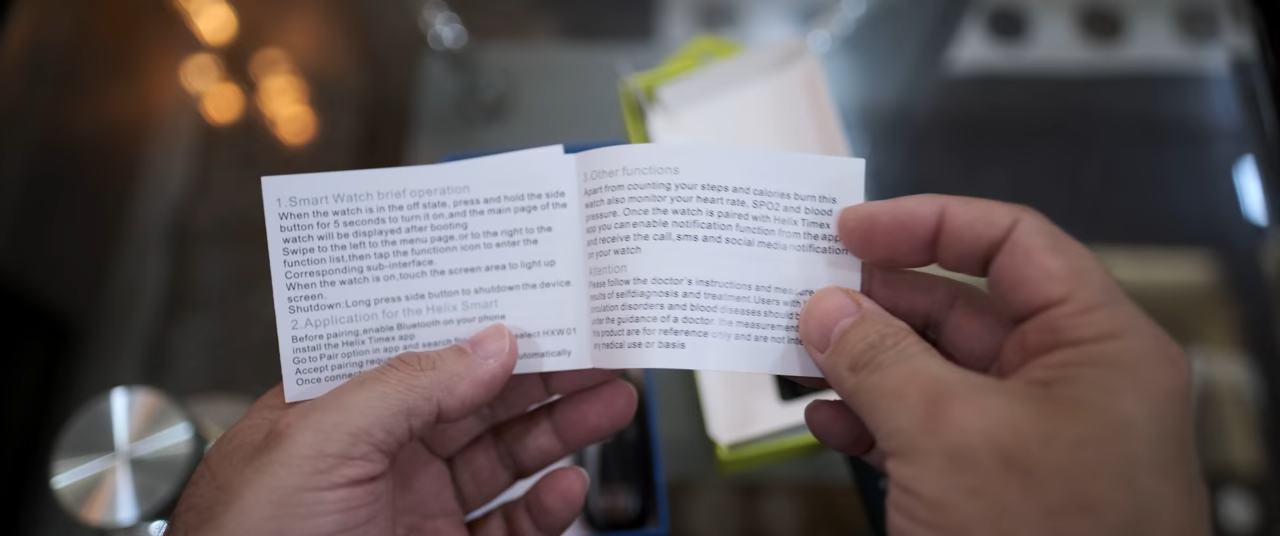 1.Smart Watch brief operation
When the watch is in the off state, press and hold the side
button for 5 seconds to turn it on,and the main page of the
watch will be displayed after booting
Swipe to the left to the menu page,or to the right to the
function list,then tap the functionn icon to enter the
Corresponding sub-interface.
When the watch is on,touch the screen area to light up
screen.
Shutdown:Long press side button to shutdown the device.
2.Application for the Helix Smart
Before pairing,enable Bluetooth on your phone
install the Helix Timex app
Go to Pair option in app and search select HXW01
Accept pairing automatically
Once
3.Other functions
Apart from counting your steps and calories burn this
watch also monitor your heart rate, SPO2 and blood
pressure. Once the watch is paired with Helix Timex
app you can enable notification function from the app
and receive the call,sms and social media notification
on your watch
Attention
Please follow the doctor's instructions and
results of selfdiagnosis and treatment.Users with
disorders and blood diseases should
under the guidance of a doctor. the measurement
this product are for reference only and are not
any medical use or basis